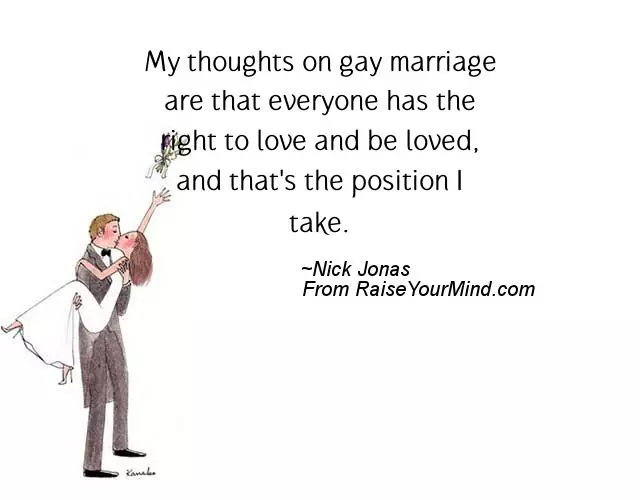 My thoughts on gay marriage
are that everyone has the
right to love and be loved,
and that's the position I
take.
~Nick Jonas
From RaiseYourMind.com
Kanako